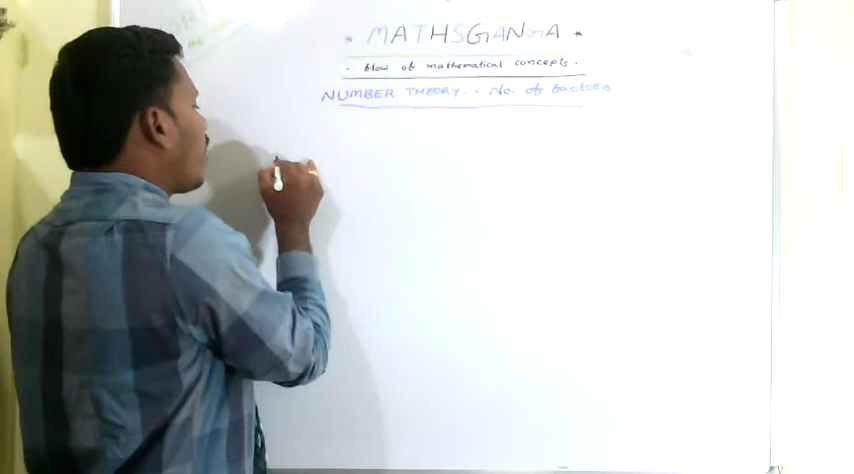 * MATHSGANGA *
. flow of mathematical concepts.
NUMBER THEORY:: No. of factors